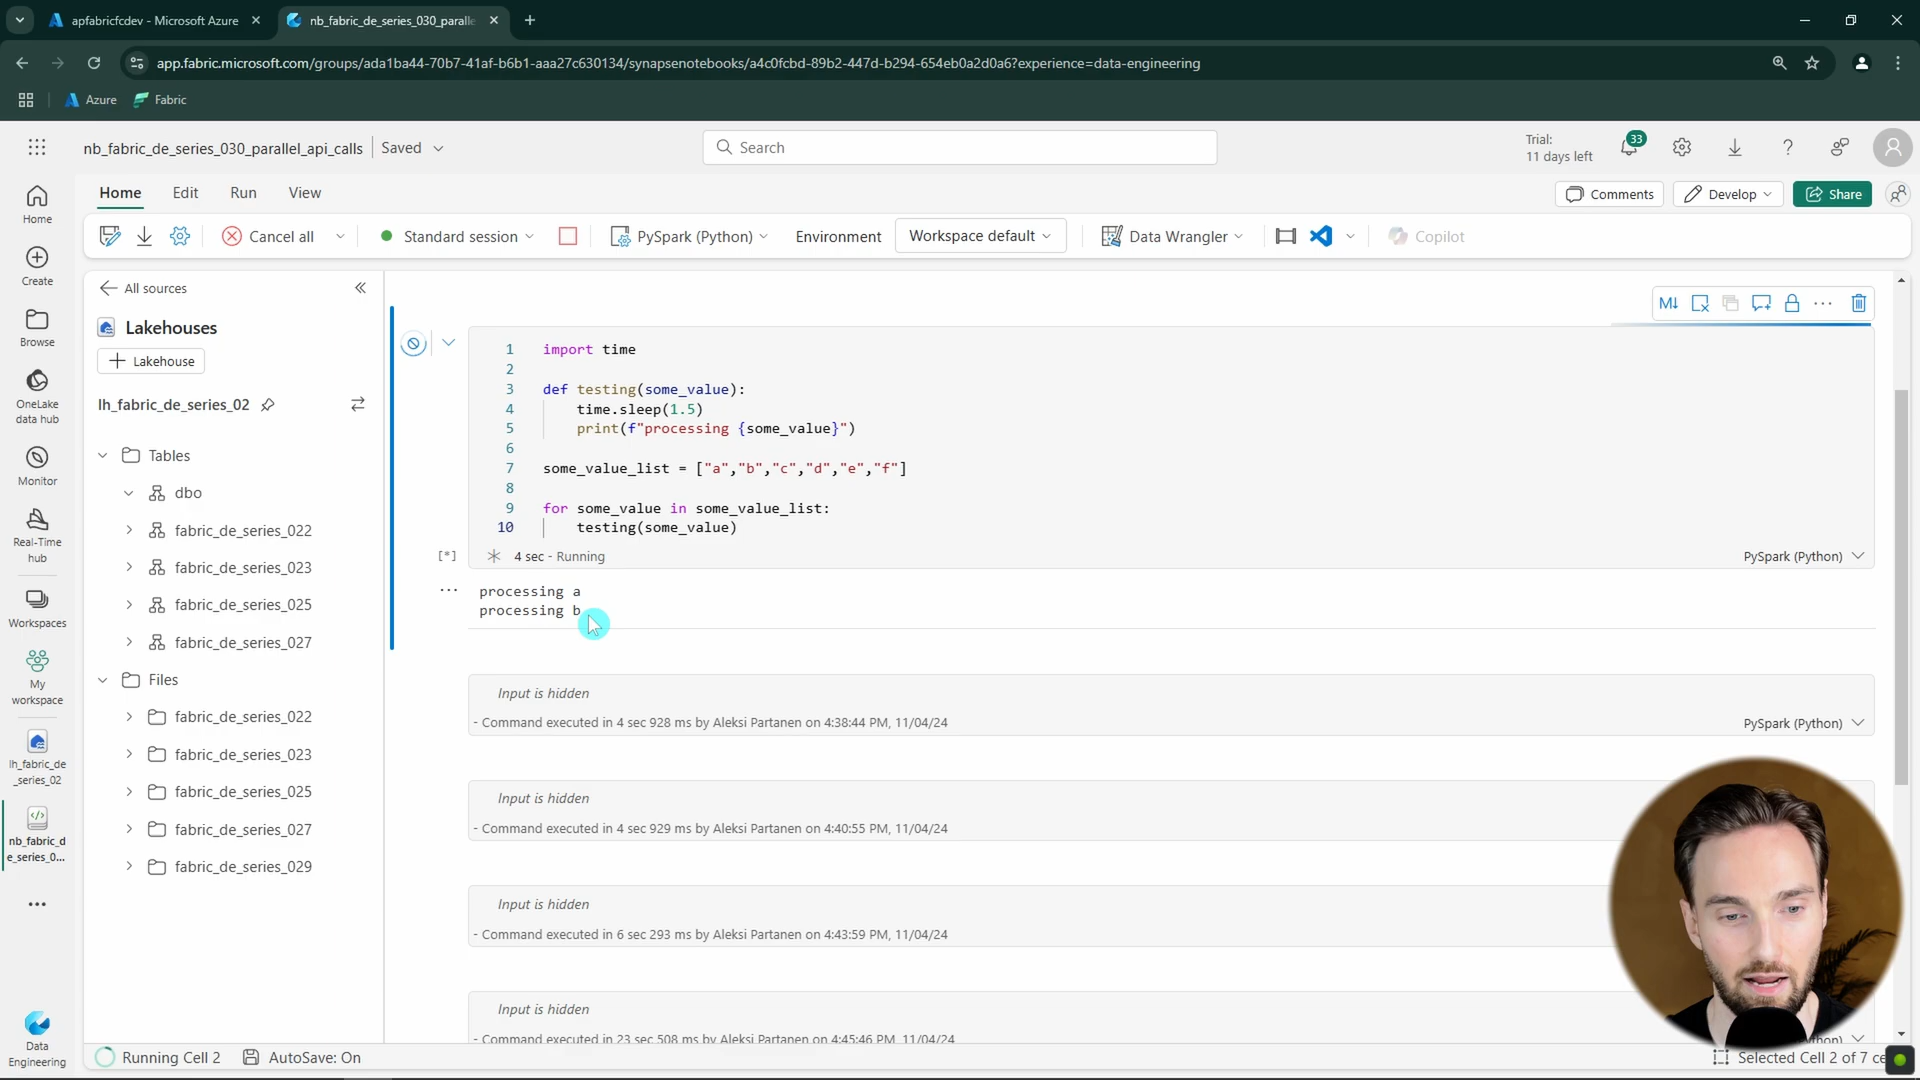 apfabricfcdev - Microsoft Azure
nb_fabric_de_series_030_paralle
app.fabric.microsoft.com/groups/ada1ba44-70b7-41af-b6b1-aaa27c630134/synapsenotebooks/a4c0fcbd-89b2-447d-b294-654eb0a2d0a6?experience=data-engineering
Azure
Fabric
nb_fabric_de_series_030_parallel_api_calls
Saved
Search
Trial:
11 days left
33
Home
Edit
Run
View
Comments
Develop
Share
Cancel all
Standard session
PySpark (Python)
Environment
Workspace default
Data Wrangler
Copilot
Home
Create
Browse
OneLake
data hub
Monitor
Real-Time
hub
Workspaces
My
workspace
lh_fabric_de
_series_02
nb_fabric_d
e_series_0...
Data
Engineering
All sources
Lakehouses
Lakehouse
lh_fabric_de_series_02
Tables
dbo
fabric_de_series_022
fabric_de_series_023
fabric_de_series_025
fabric_de_series_027
Files
fabric_de_series_022
fabric_de_series_023
fabric_de_series_025
fabric_de_series_027
fabric_de_series_029
M↓
1 import time
2
3 def testing(some_value):
4 time.sleep(1.5)
5 print(f"processing {some_value}")
6
7 some_value_list = ["a","b","c","d","e","f"]
8
9 for some_value in some_value_list:
10 testing(some_value)
[*]
4 sec - Running
PySpark (Python)
processing a
processing b
Input is hidden
- Command executed in 4 sec 928 ms by Aleksi Partanen on 4:38:44 PM, 11/04/24
PySpark (Python)
Input is hidden
- Command executed in 4 sec 929 ms by Aleksi Partanen on 4:40:55 PM, 11/04/24
Input is hidden
- Command executed in 6 sec 293 ms by Aleksi Partanen on 4:43:59 PM, 11/04/24
Input is hidden
- Command executed in 23 sec 508 ms by Aleksi Partanen on 4:45:46 PM, 11/04/24
Running Cell 2
AutoSave: On
Selected Cell 2 of 7 ce